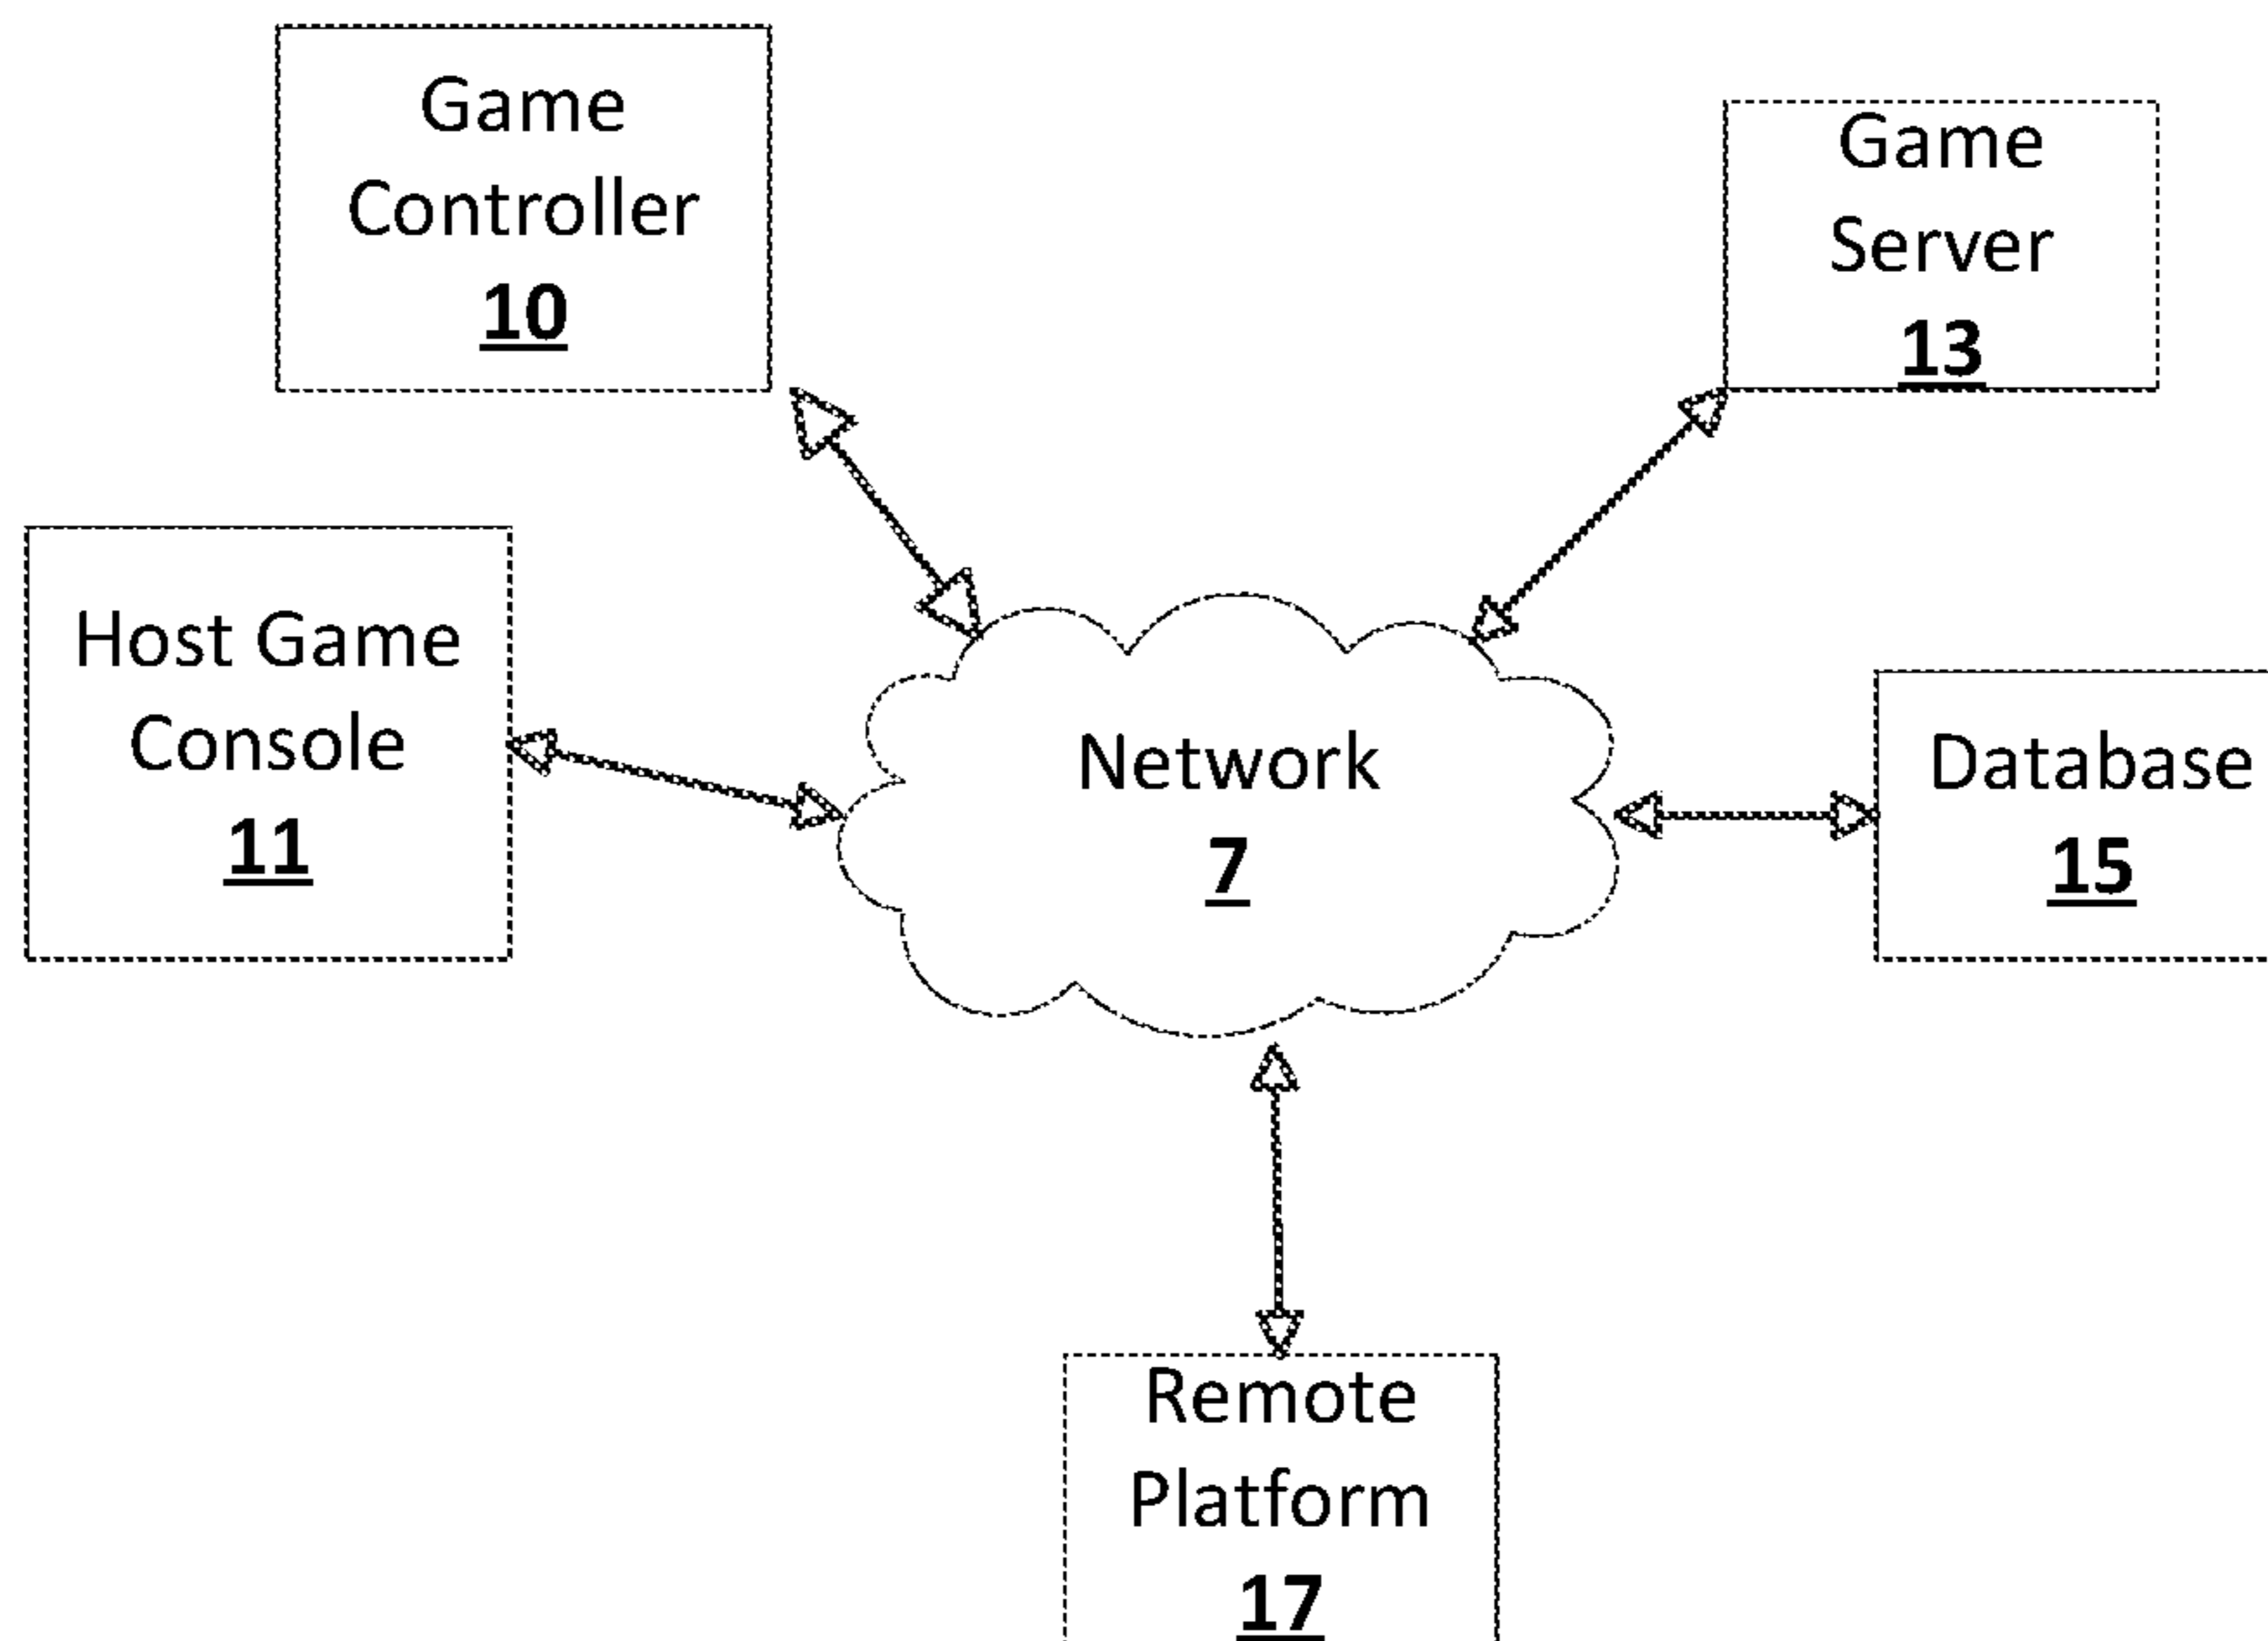 Game
Controller
10
Game
Server
13
Host Game
Console
11
Network
7
Database
15
Remote
Platform
17